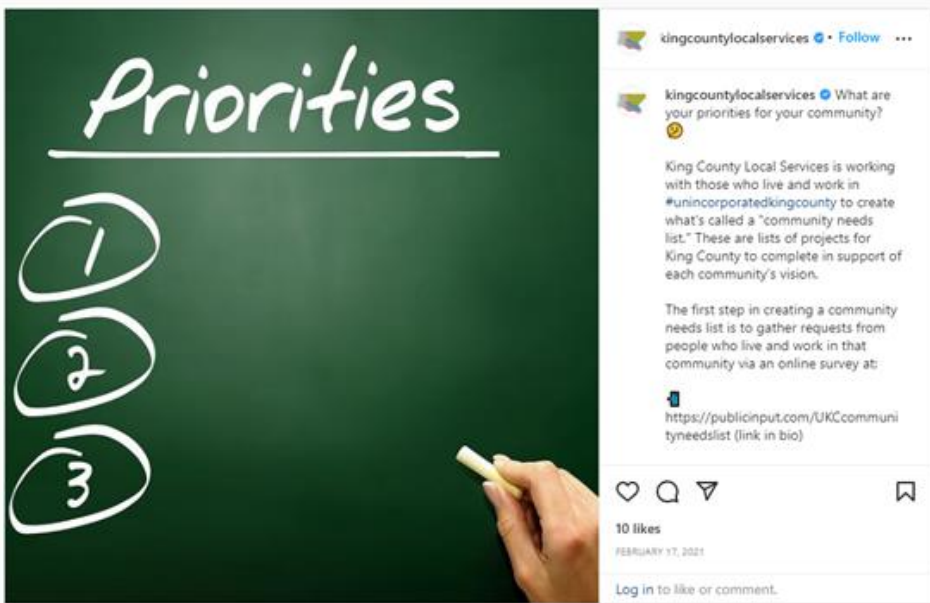 Priorities
1
2
3
kingcountylocalservices • Follow ...
kingcountylocalservices What are
your priorities for your community?
King County Local Services is working
with those who live and work in
#unincorporatedkingcounty to create
what's called a "community needs
list." These are lists of projects for
King County to complete in support of
each community's vision.
The first step in creating a community
needs list is to gather requests from
people who live and work in that
community via an online survey at:
https://publicinput.com/UKCcommuni
tyneedslist (link in bio)
10 likes
FEBRUARY 17, 2021
Log in to like or comment.